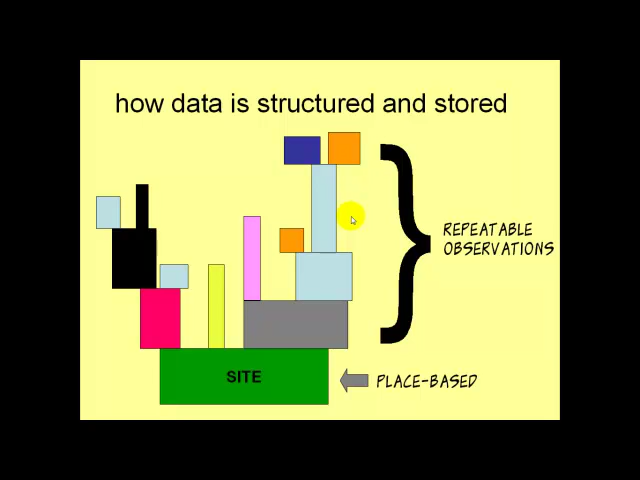 how data is structured and stored
REPEATABLE
OBSERVATIONS
SITE
PLACE-BASED